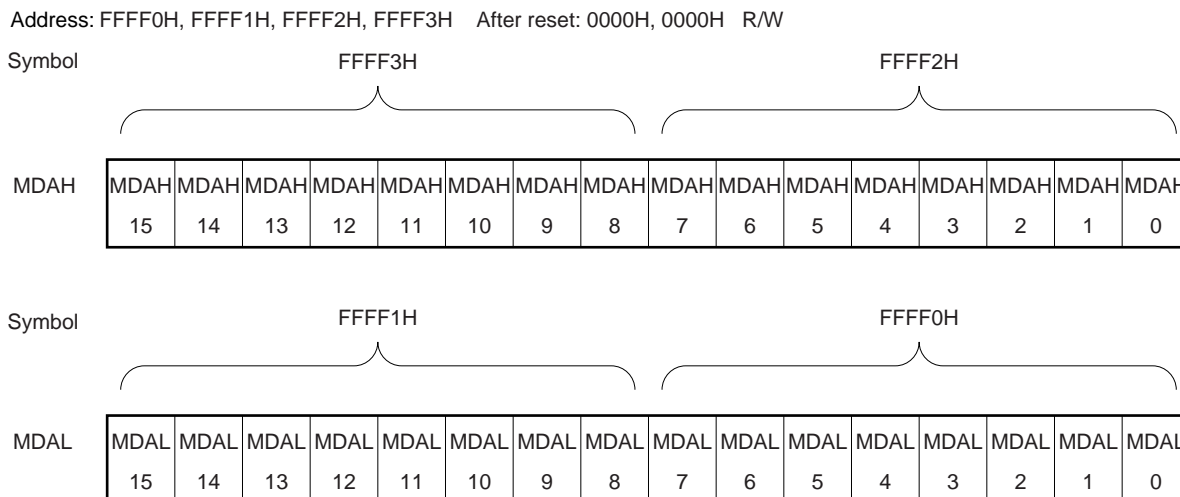 Address: FFFF0H, FFFF1H, FFFF2H, FFFF3H After reset: 0000H, 0000H R/W
Symbol FFFF3H FFFF2H
MDAH MDAH MDAH MDAH MDAH MDAH MDAH MDAH MDAH MDAH MDAH MDAH MDAH MDAH MDAH MDAH MDAH
15 14 13 12 11 10 9 8 7 6 5 4 3 2 1 0
Symbol FFFF1H FFFF0H
MDAL MDAL MDAL MDAL MDAL MDAL MDAL MDAL MDAL MDAL MDAL MDAL MDAL MDAL MDAL MDAL MDAL
15 14 13 12 11 10 9 8 7 6 5 4 3 2 1 0